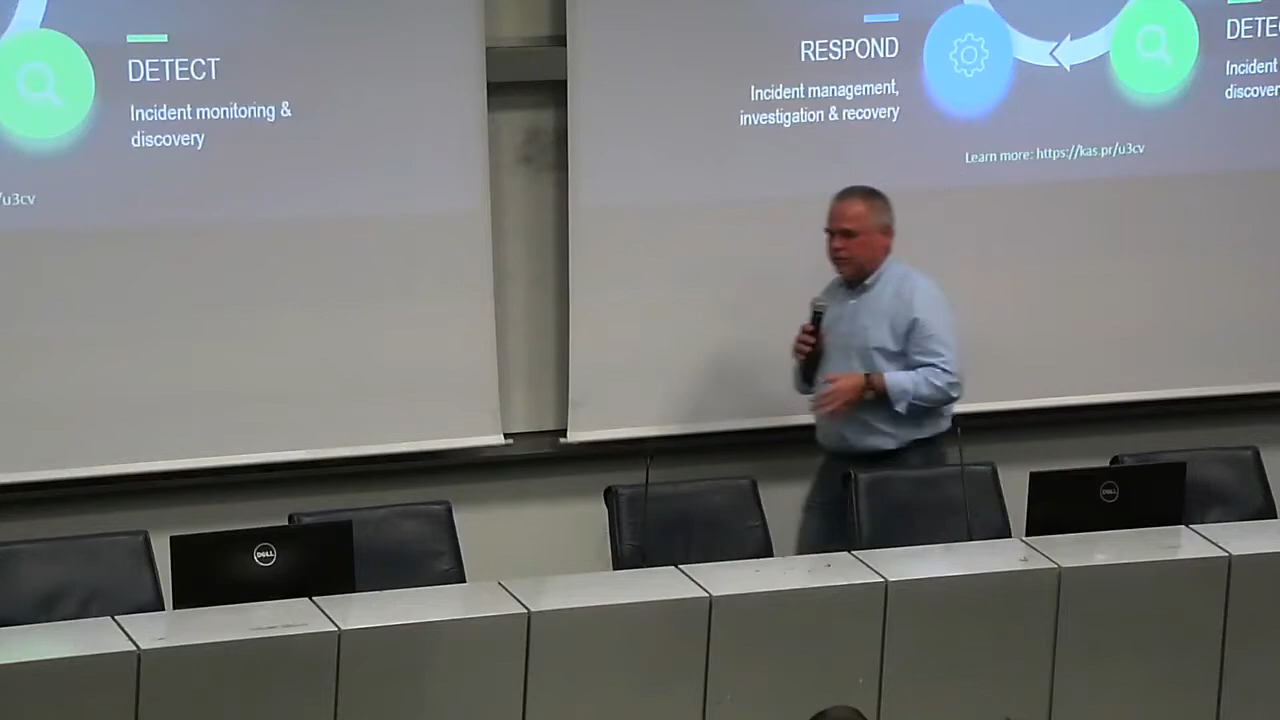 DETECT
Incident monitoring &
discovery
/u3cv
RESPOND
Incident management,
investigation & recovery
DETE
Incident
discover
Learn more: https://kas.pr/u3cv
DELL
DELL